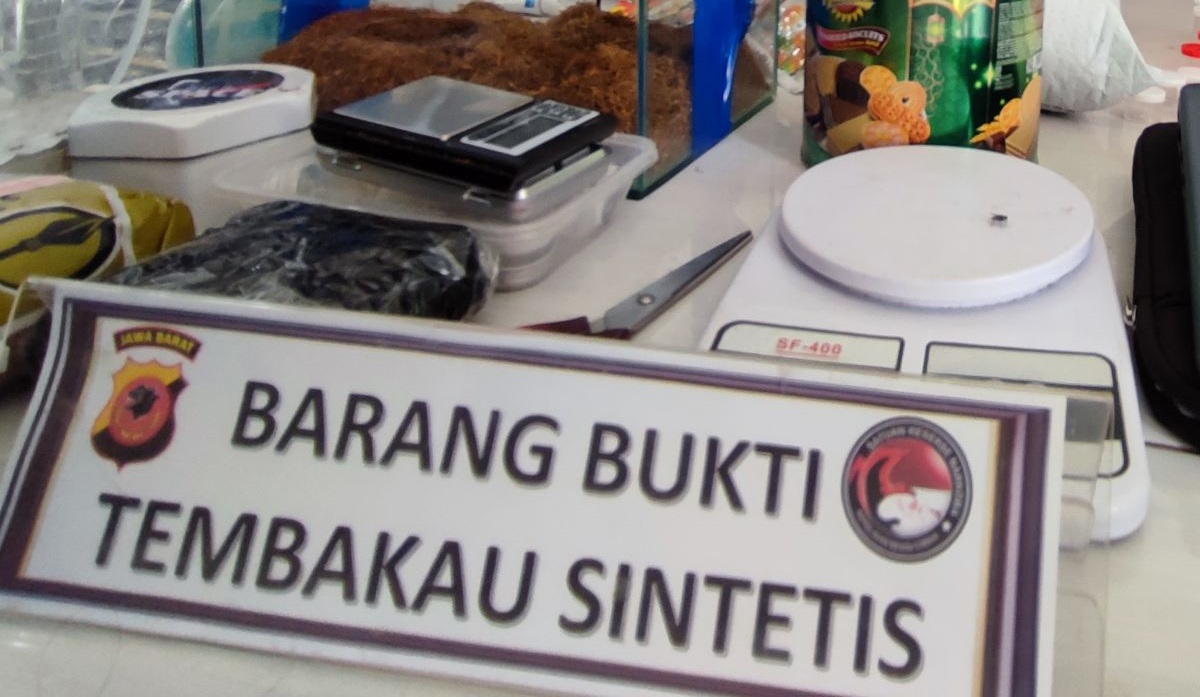 JAWA BARAT
BARANG BUKTI
TEMBAKAU SINTETIS
SF-400